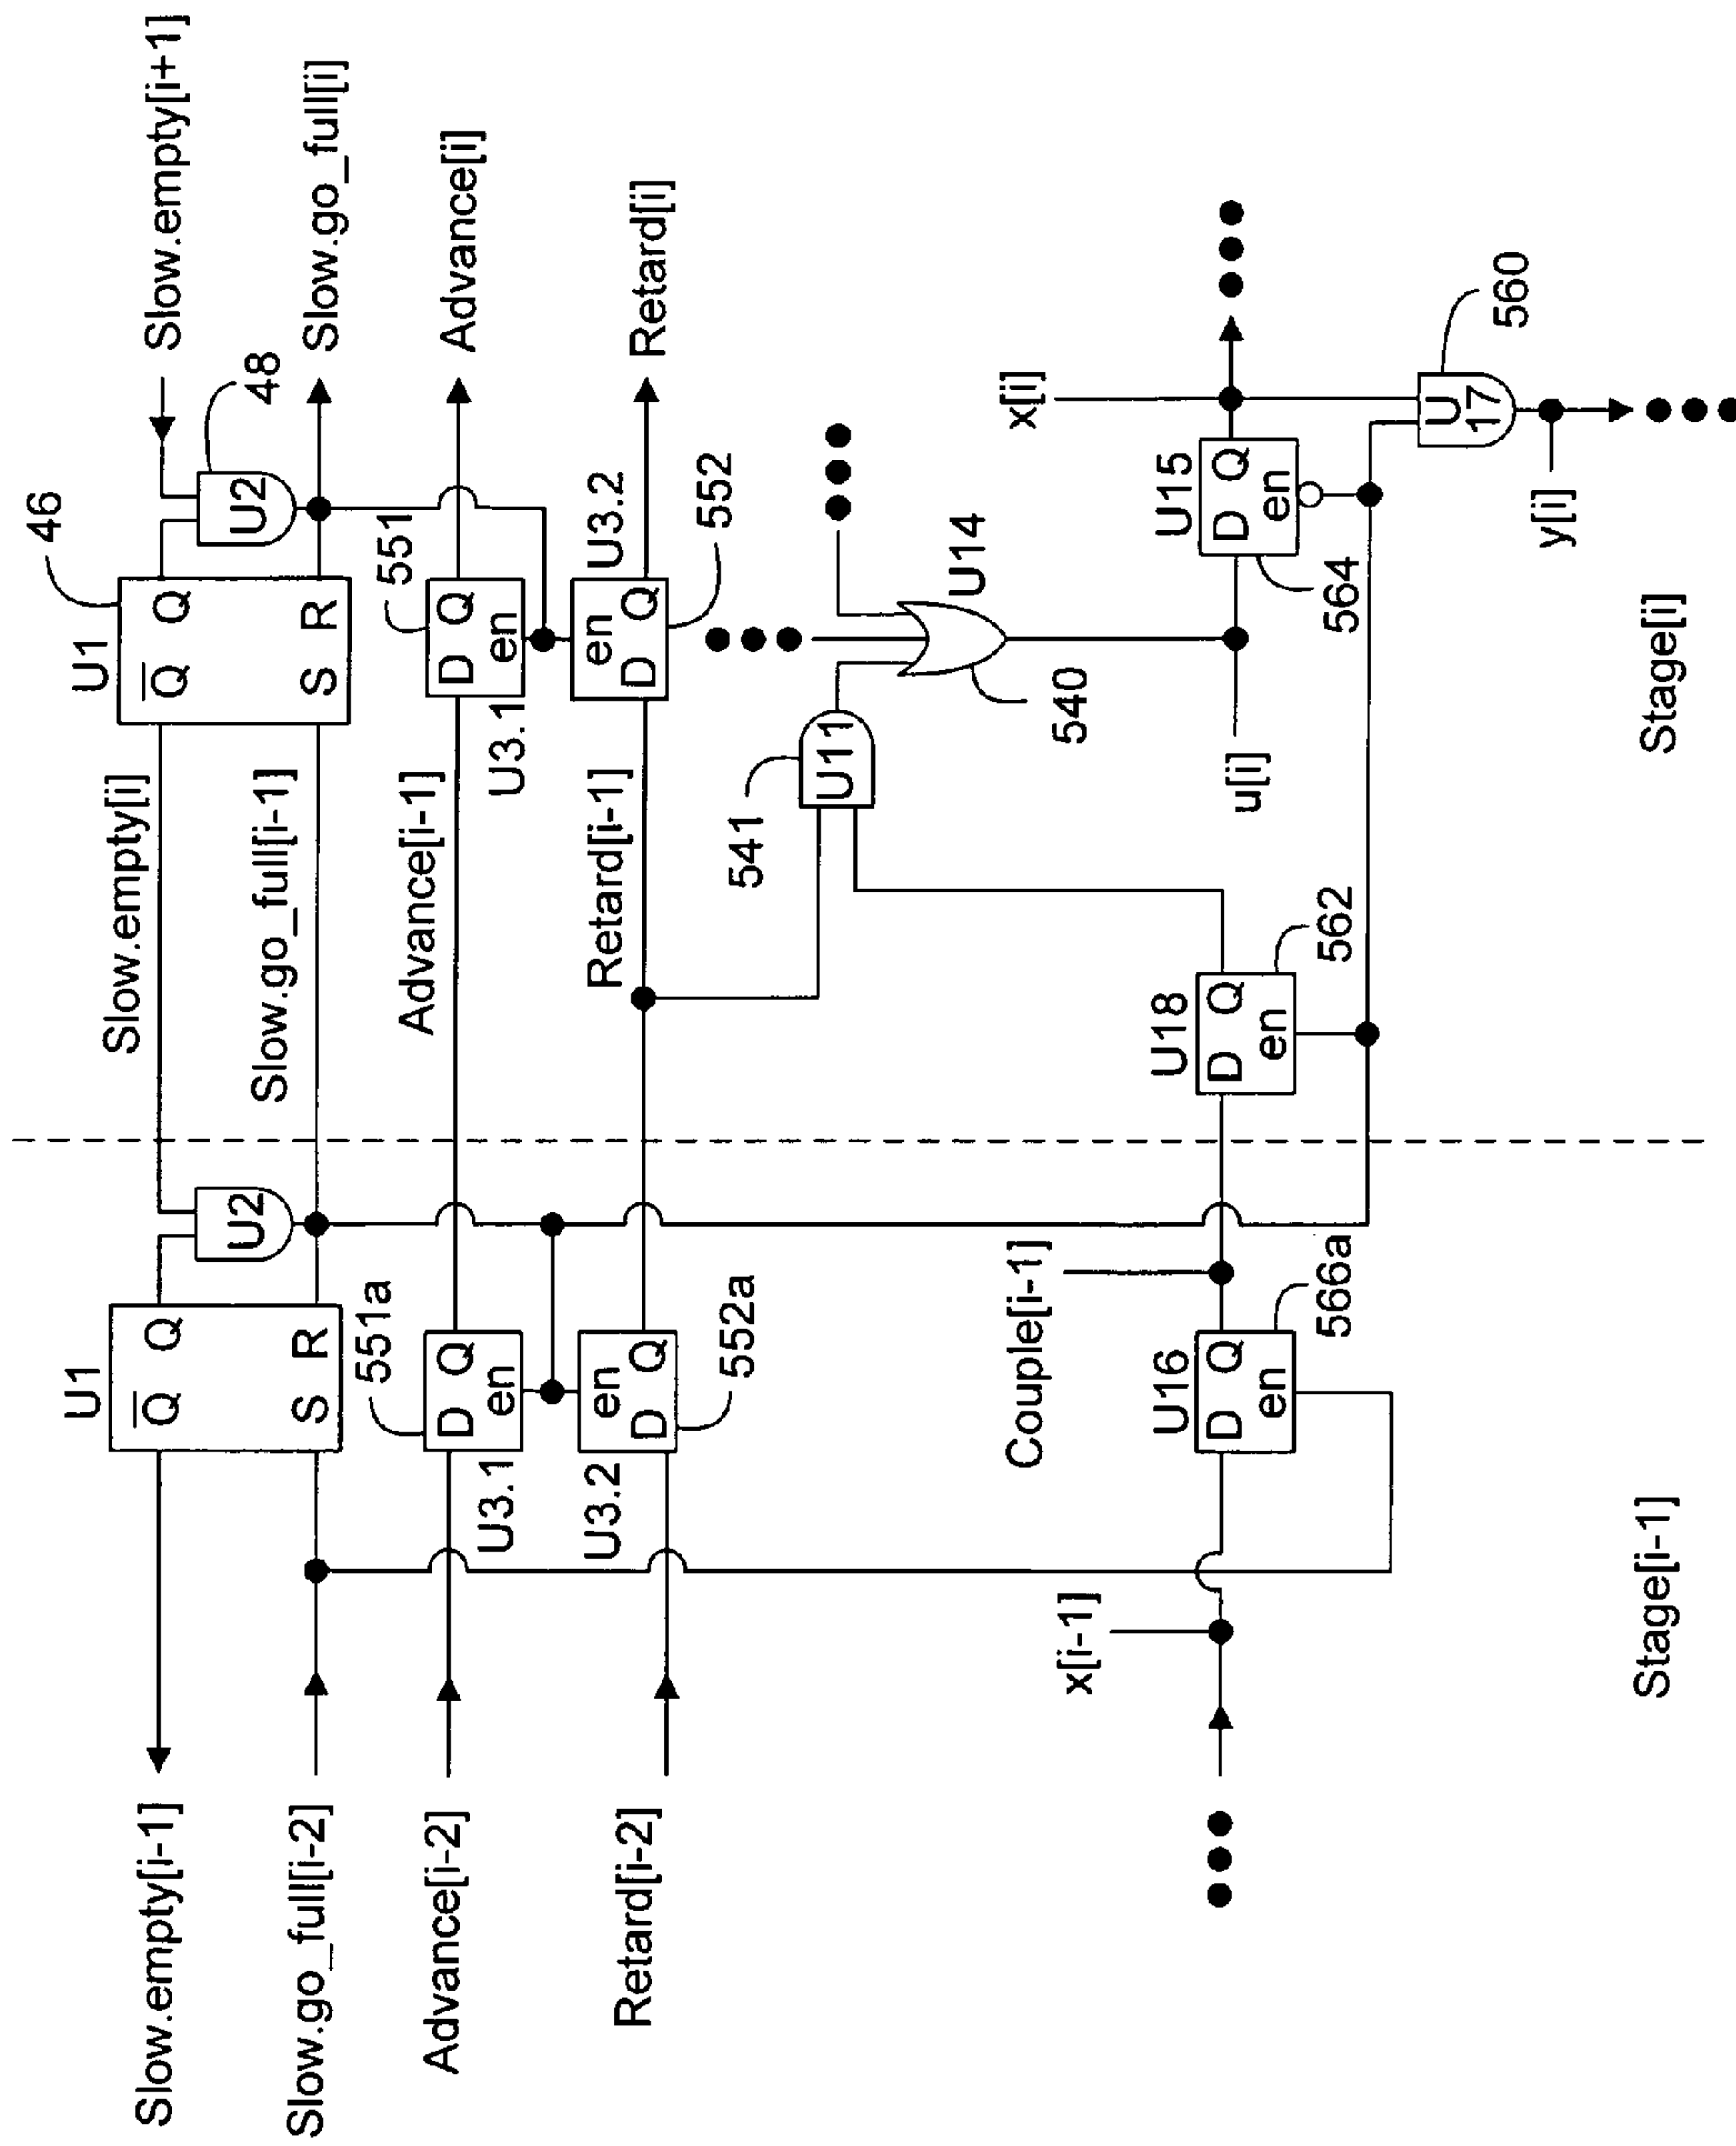 Slow.empty[i-1]
Slow.go_full[i-2]
Advance[i-2]
Retard[i-2]
U1
Q Q
S R
U2
551a
D Q
en
U3.1
U3.2
en
D Q
552a
x[i-1]
Couple[i-1]
U16
D Q
en
566a
Stage[i-1]
Slow.empty[i]
Slow.go_full[i-1]
Advance[i-1]
Retard[i-1]
U1
46
Q Q
S R
U2
48
Slow.empty[i+1]
Slow.go_full[i]
551
D Q
en
U3.1
Advance[i]
U3.2
en
D Q
552
Retard[i]
541
U11
U14
540
U18
D Q
en
562
u[i]
U15
D Q
en
564
x[i]
U
17
560
y[i]
Stage[i]